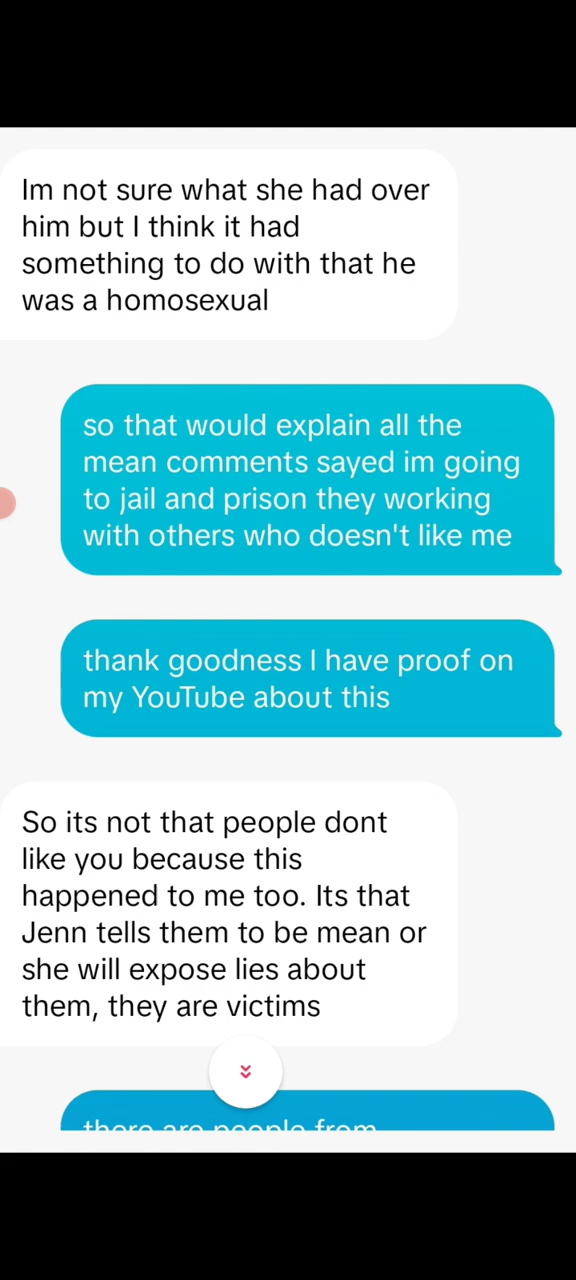 Im not sure what she had over
him but I think it had
something to do with that he
was a homosexual
so that would explain all the
mean comments sayed im going
to jail and prison they working
with others who doesn't like me
thank goodness I have proof on
my YouTube about this
So its not that people dont
like you because this
happened to me too. Its that
Jenn tells them to be mean or
she will expose lies about
them, they are victims
there are people from